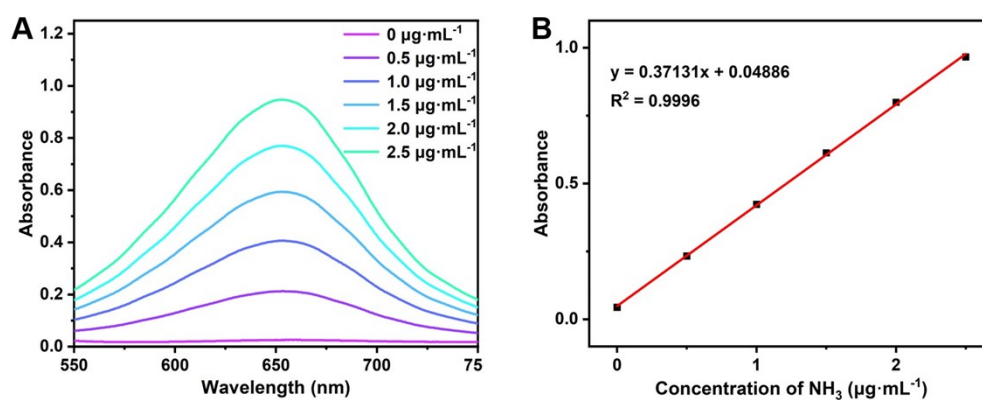 A
1.2
1.0
0.8
0.6
0.4
0.2
0.0
Absorbance
550
600
650
700
75
Wavelength (nm)
0 µg·mL⁻¹
0.5 µg·mL⁻¹
1.0 µg·mL⁻¹
1.5 µg·mL⁻¹
2.0 µg·mL⁻¹
2.5 µg·mL⁻¹
B
1.0
0.5
0.0
Absorbance
y = 0.37131x + 0.04886
R² = 0.9996
0
1
2
Concentration of NH₃ (µg·mL⁻¹)